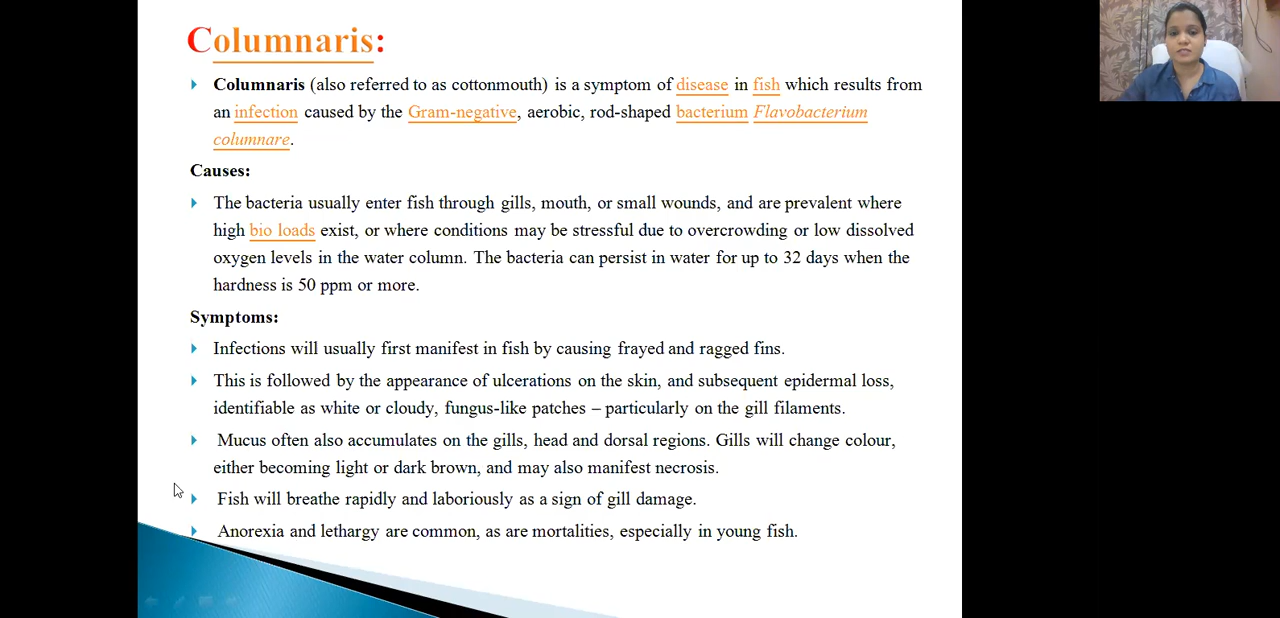 Columnaris:
Columnaris (also referred to as cottonmouth) is a symptom of disease in fish which results from
an infection caused by the Gram-negative, aerobic, rod-shaped bacterium Flavobacterium
columnare.
Causes:
The bacteria usually enter fish through gills, mouth, or small wounds, and are prevalent where
high bio loads exist, or where conditions may be stressful due to overcrowding or low dissolved
oxygen levels in the water column. The bacteria can persist in water for up to 32 days when the
hardness is 50 ppm or more.
Symptoms:
Infections will usually first manifest in fish by causing frayed and ragged fins.
This is followed by the appearance of ulcerations on the skin, and subsequent epidermal loss,
identifiable as white or cloudy, fungus-like patches – particularly on the gill filaments.
Mucus often also accumulates on the gills, head and dorsal regions. Gills will change colour,
either becoming light or dark brown, and may also manifest necrosis.
Fish will breathe rapidly and laboriously as a sign of gill damage.
Anorexia and lethargy are common, as are mortalities, especially in young fish.